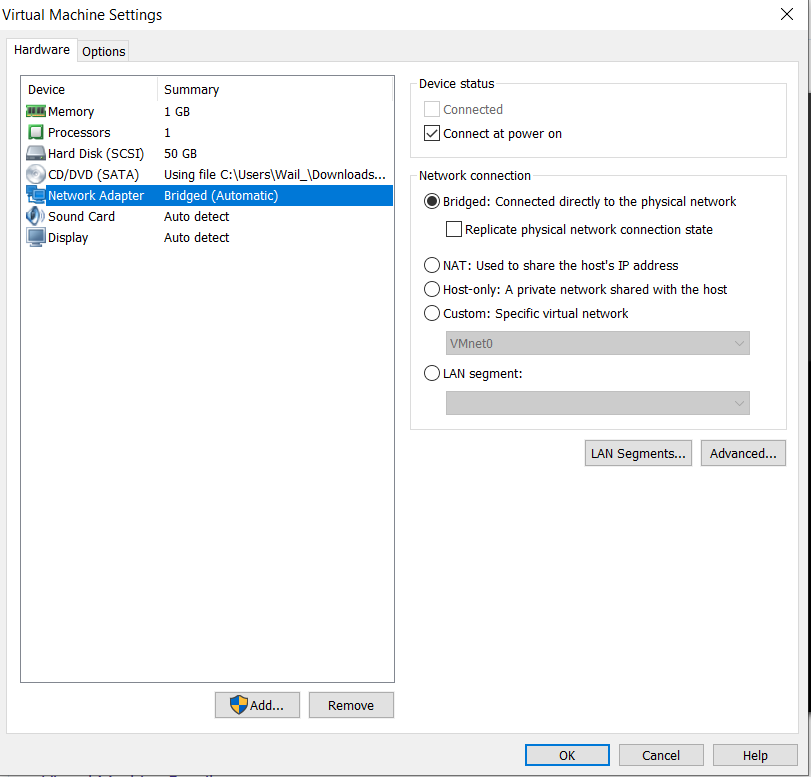 Virtual Machine Settings
Hardware
Options
Device Summary
Memory 1 GB
Processors 1
Hard Disk (SCSI) 50 GB
CD/DVD (SATA) Using file C:\Users\Wail_\Downloads...
Network Adapter Bridged (Automatic)
Sound Card Auto detect
Display Auto detect
Add...
Remove
Device status
Connected
Connect at power on
Network connection
Bridged: Connected directly to the physical network
Replicate physical network connection state
NAT: Used to share the host's IP address
Host-only: A private network shared with the host
Custom: Specific virtual network
VMnet0
LAN segment:
LAN Segments...
Advanced...
OK
Cancel
Help